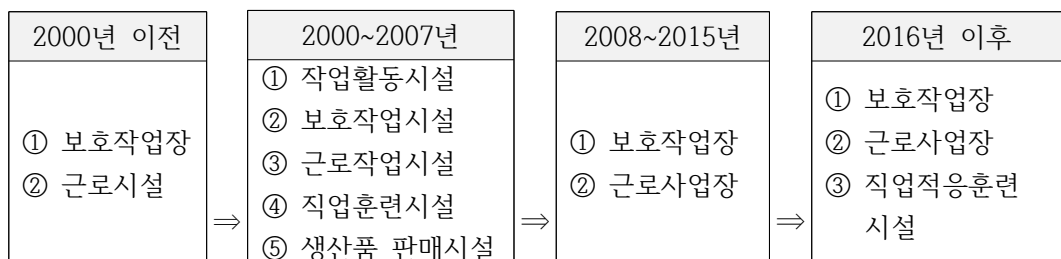 2000년 이전
① 보호작업장
② 근로시설
⇒
2000~2007년
① 작업활동시설
② 보호작업시설
③ 근로작업시설
④ 직업훈련시설
⑤ 생산품 판매시설
⇒
2008~2015년
① 보호작업장
② 근로사업장
⇒
2016년 이후
① 보호작업장
② 근로사업장
③ 직업적응훈련
시설